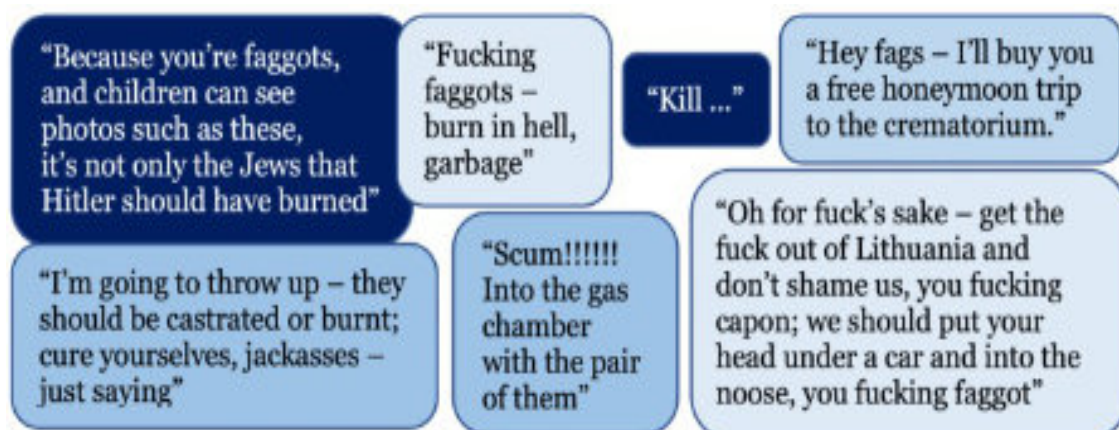 “Because you’re faggots,
and children can see
photos such as these,
it’s not only the Jews that
Hitler should have burned”
“Fucking
faggots –
burn in hell,
garbage”
“Kill ...”
“Hey fags – I’ll buy you
a free honeymoon trip
to the crematorium.”
“I’m going to throw up – they
should be castrated or burnt;
cure yourselves, jackasses –
just saying”
“Scum!!!!!!
Into the gas
chamber
with the pair
of them”
“Oh for fuck’s sake – get the
fuck out of Lithuania and
don’t shame us, you fucking
capon; we should put your
head under a car and into the
noose, you fucking faggot”